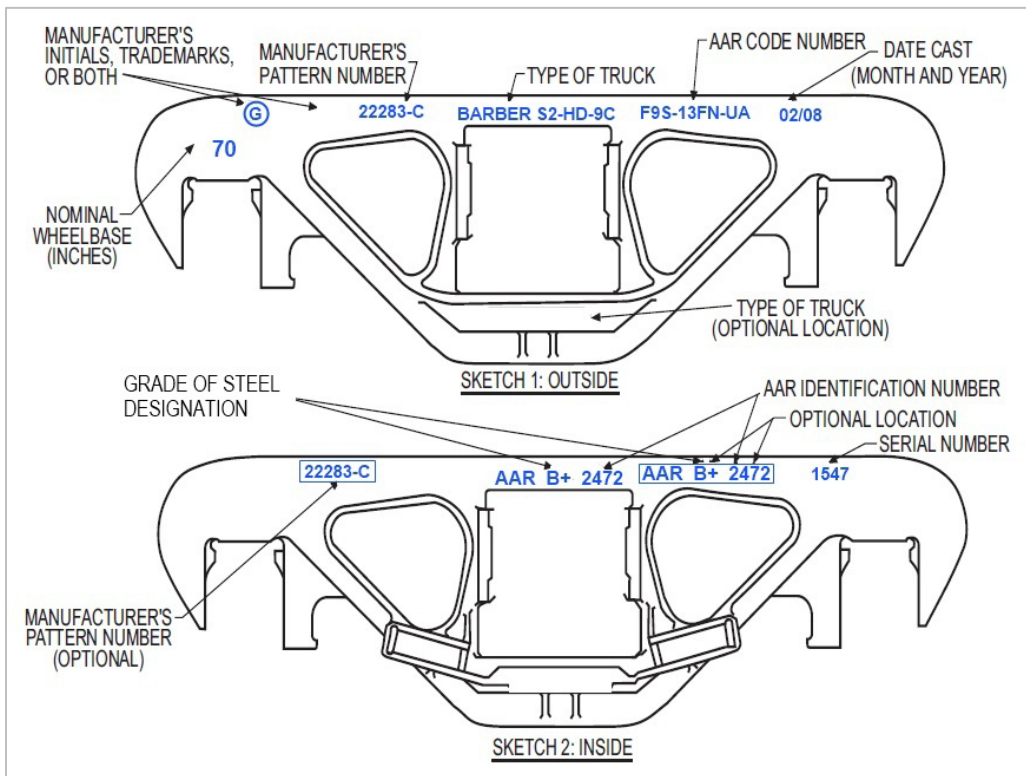 MANUFACTURER'S
INITIALS, TRADEMARKS,
OR BOTH
MANUFACTURER'S
PATTERN NUMBER
TYPE OF TRUCK
AAR CODE NUMBER
DATE CAST
(MONTH AND YEAR)
G
22283-C
BARBER S2-HD-9C
F9S-13FN-UA
02/08
70
NOMINAL
WHEELBASE
(INCHES)
TYPE OF TRUCK
(OPTIONAL LOCATION)
SKETCH 1: OUTSIDE
GRADE OF STEEL
DESIGNATION
AAR IDENTIFICATION NUMBER
OPTIONAL LOCATION
SERIAL NUMBER
22283-C
AAR B+ 2472
AAR B+ 2472
1547
MANUFACTURER'S
PATTERN NUMBER
(OPTIONAL)
SKETCH 2: INSIDE